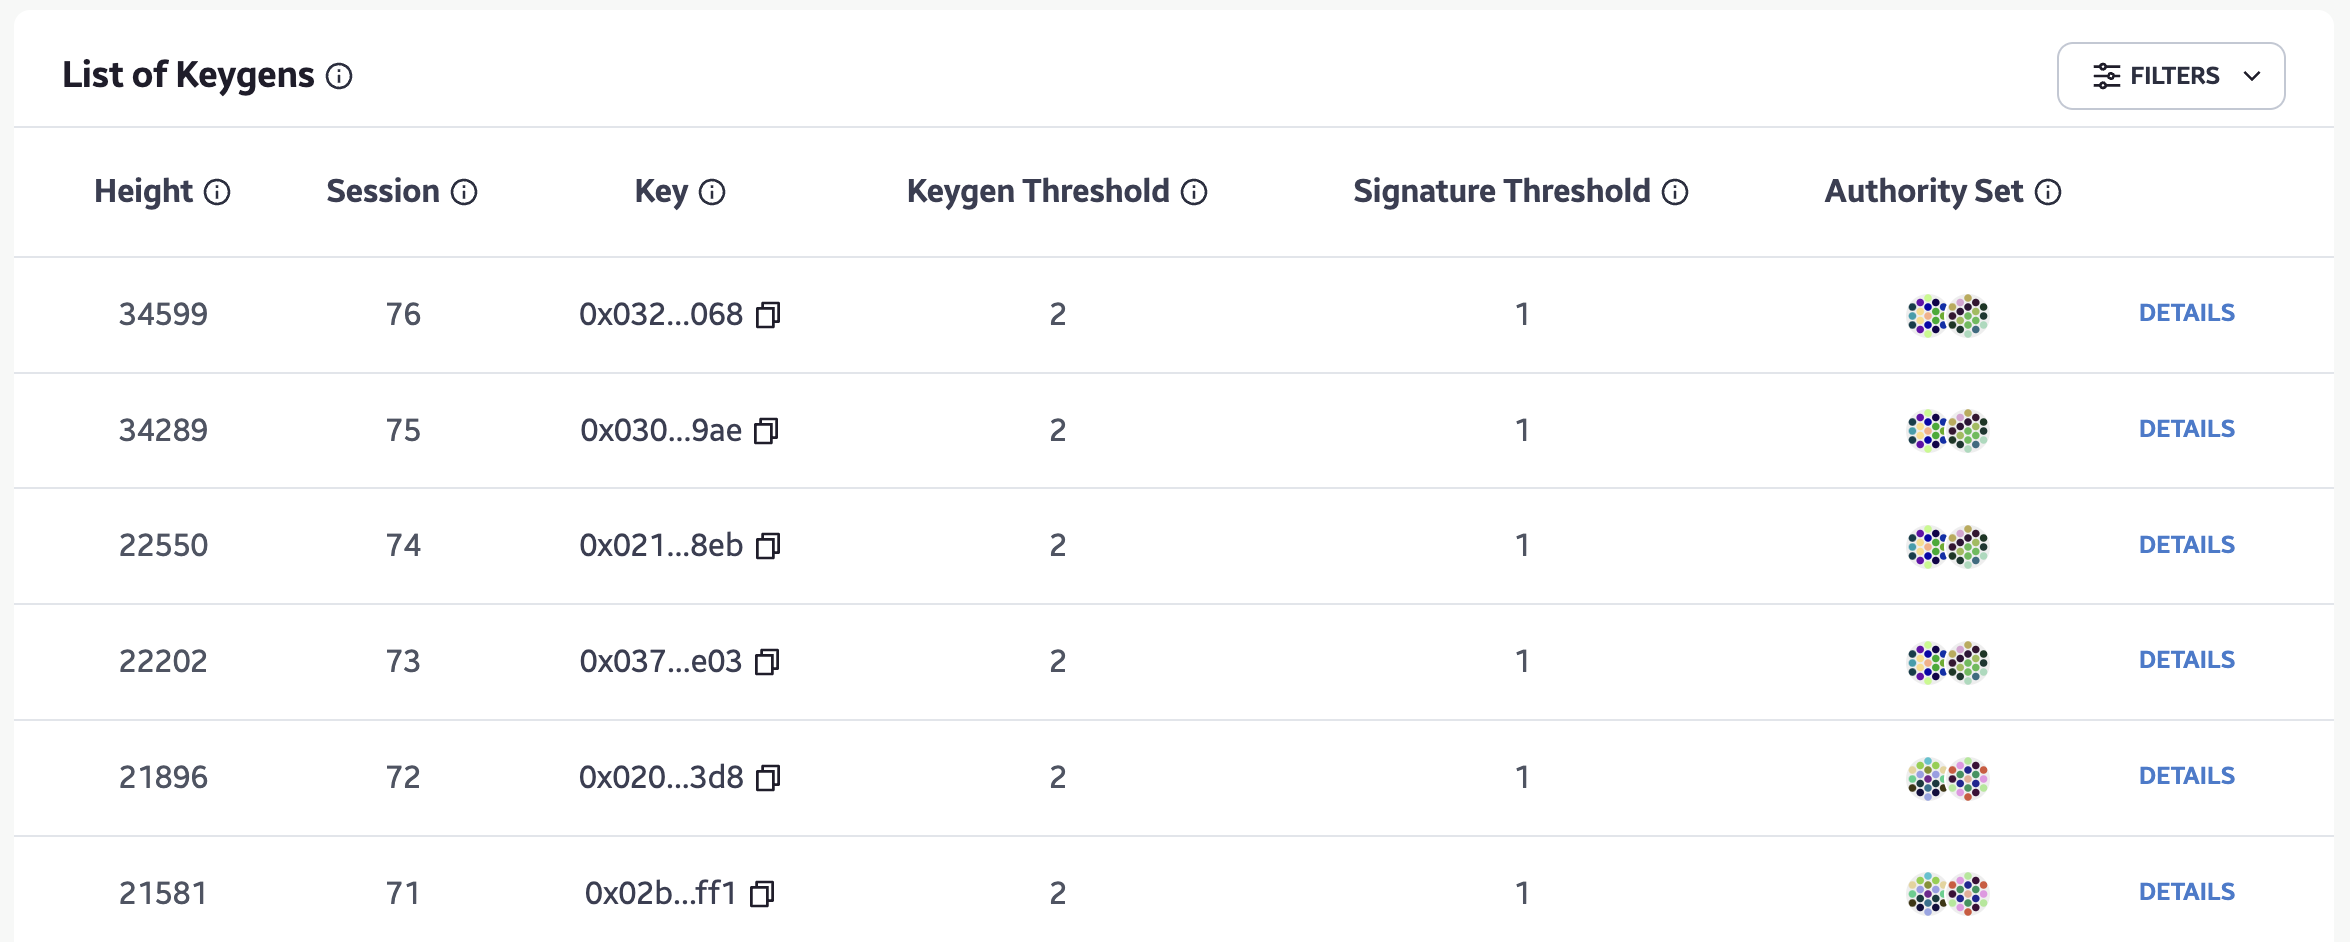 List of Keygens
FILTERS
Height Session Key Keygen Threshold Signature Threshold Authority Set
34599 76 0x032...068 2 1 DETAILS
34289 75 0x030...9ae 2 1 DETAILS
22550 74 0x021...8eb 2 1 DETAILS
22202 73 0x037...e03 2 1 DETAILS
21896 72 0x020...3d8 2 1 DETAILS
21581 71 0x02b...ff1 2 1 DETAILS